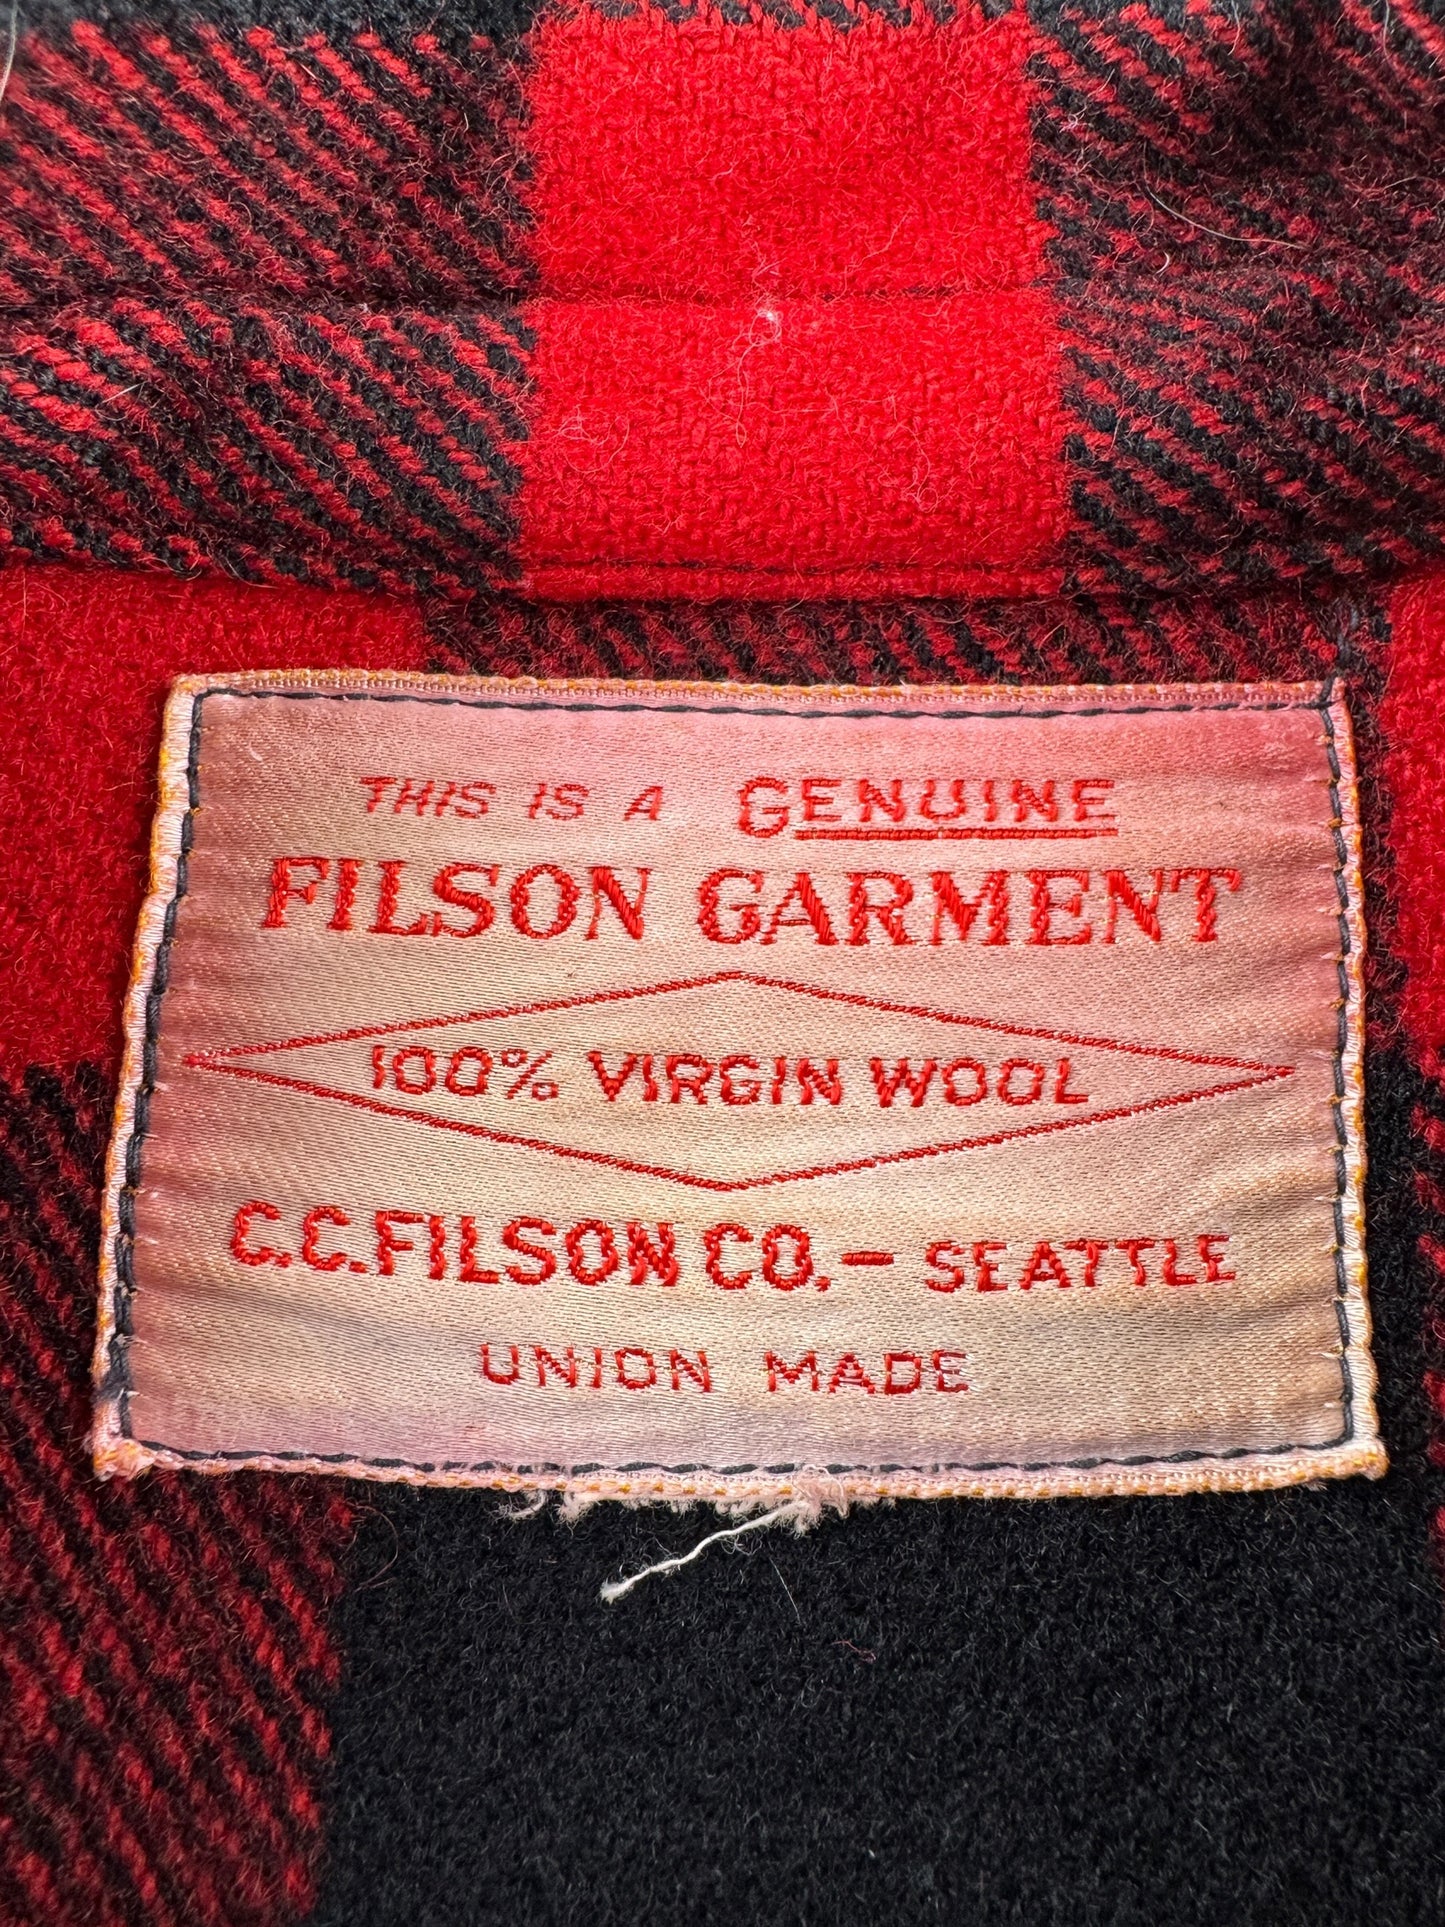 THIS IS A GENUINE
FILSON GARMENT
100% VIRGIN WOOL
C.C. FILSON CO. – SEATTLE
UNION MADE